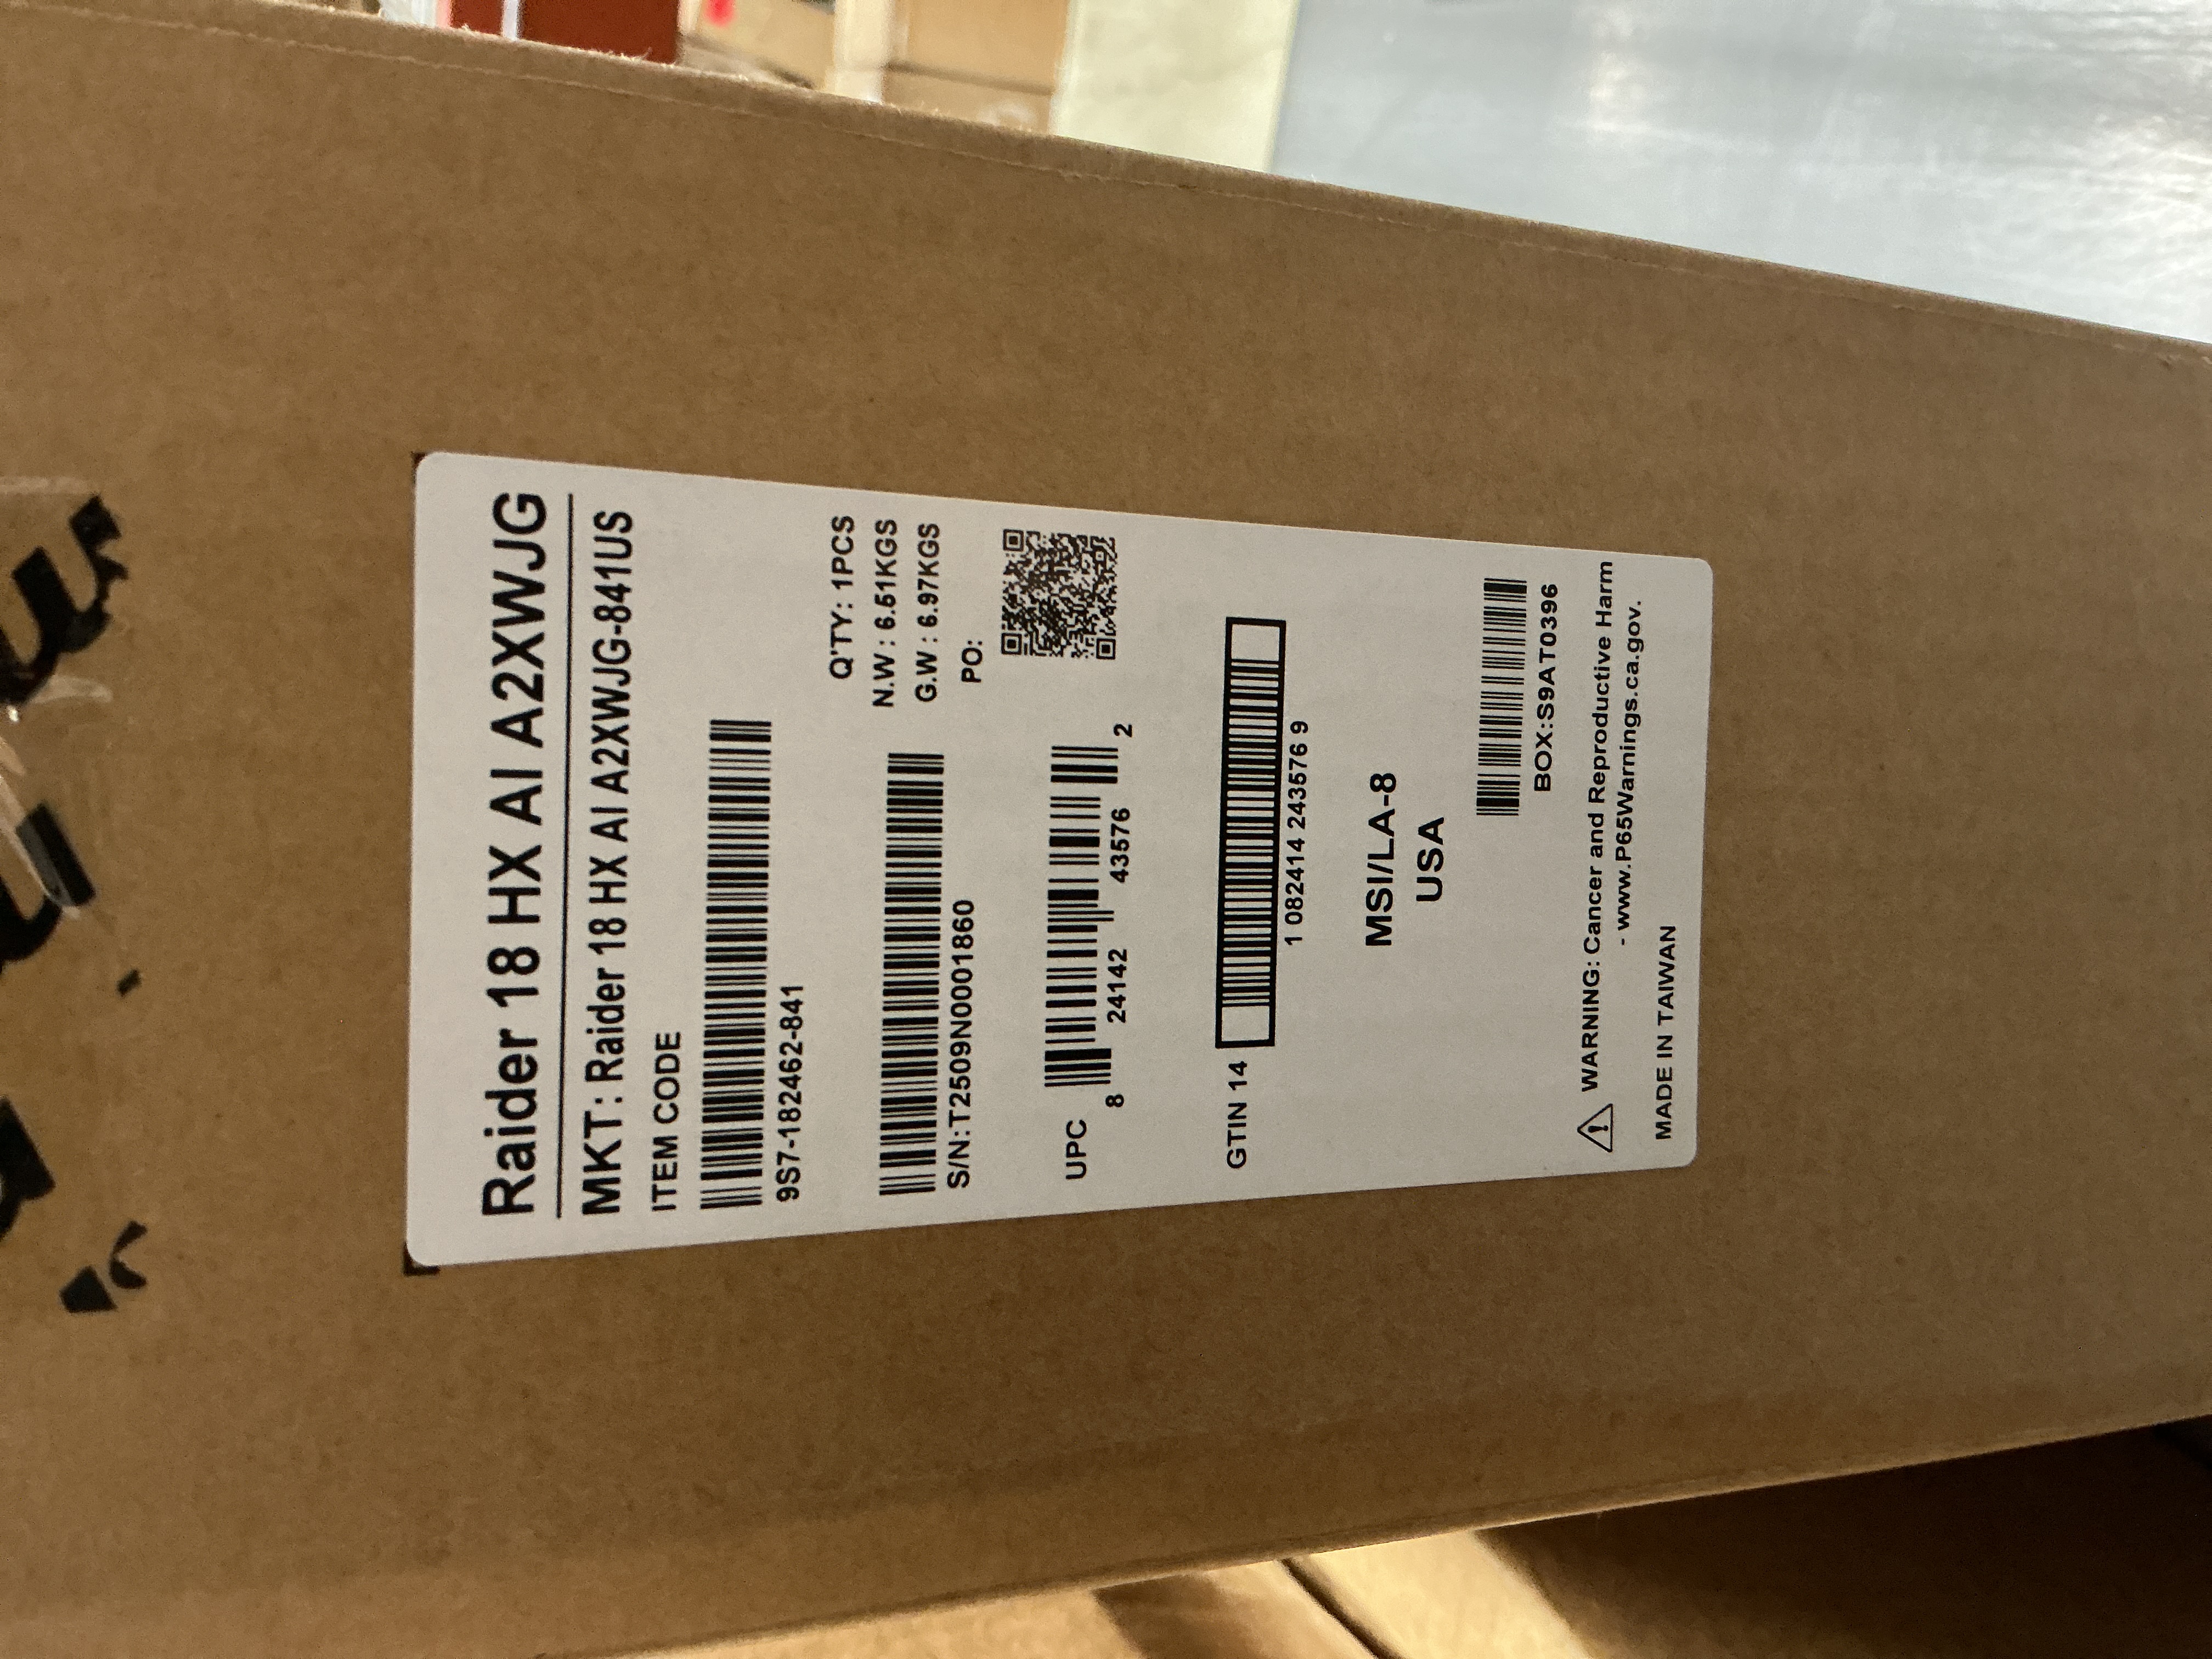 Raider 18 HX AI A2XWJG
MKT: Raider 18 HX AI A2XWJG-841US
ITEM CODE
9S7-182462-841
Q'TY: 1PCS
N.W : 6.51KGS
G.W : 6.97KGS
PO:
S/N:T2509N0001860
UPC
8 24142 43576 2
GTIN 14
1 082414 243576 9
MSI/LA-8
USA
BOX:S9AT0396
⚠ WARNING: Cancer and Reproductive Harm
- www.P65Warnings.ca.gov.
MADE IN TAIWAN